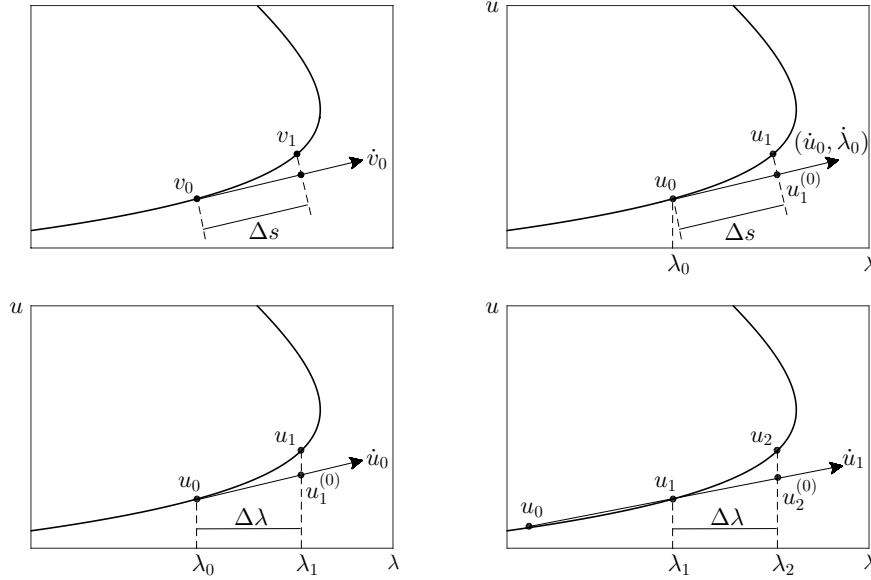 v₁
v̇₀
v₀
Δs
u
u₁
(u̇₀, λ̇₀)
u₀
u₁⁽⁰⁾
Δs
λ₀
λ
u
u₁
u̇₀
u₀
u₁⁽⁰⁾
Δλ
λ₀
λ₁
λ
u
u₂
u̇₁
u₁
u₂⁽⁰⁾
u₀
Δλ
λ₁
λ₂
λ